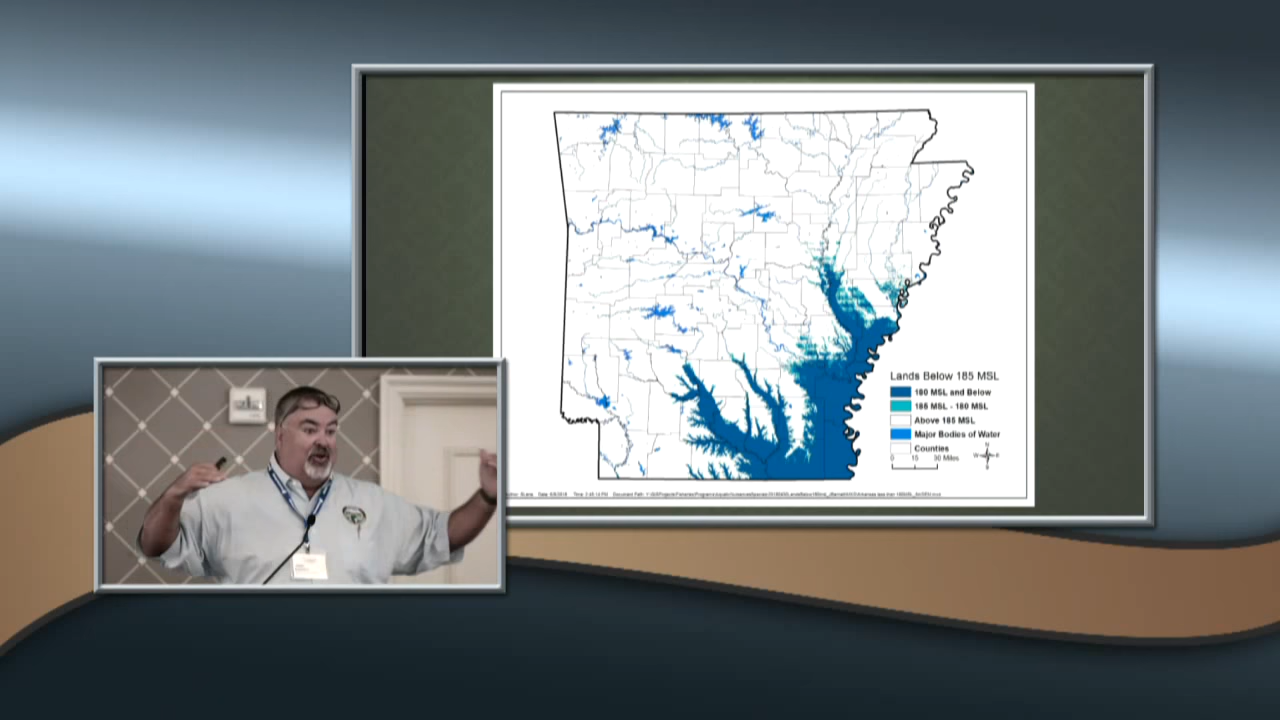 Lands Below 185 MSL
180 MSL and Below
185 MSL - 180 MSL
Above 185 MSL
Major Bodies of Water
Counties
0 15 30 Miles
N
W E
S